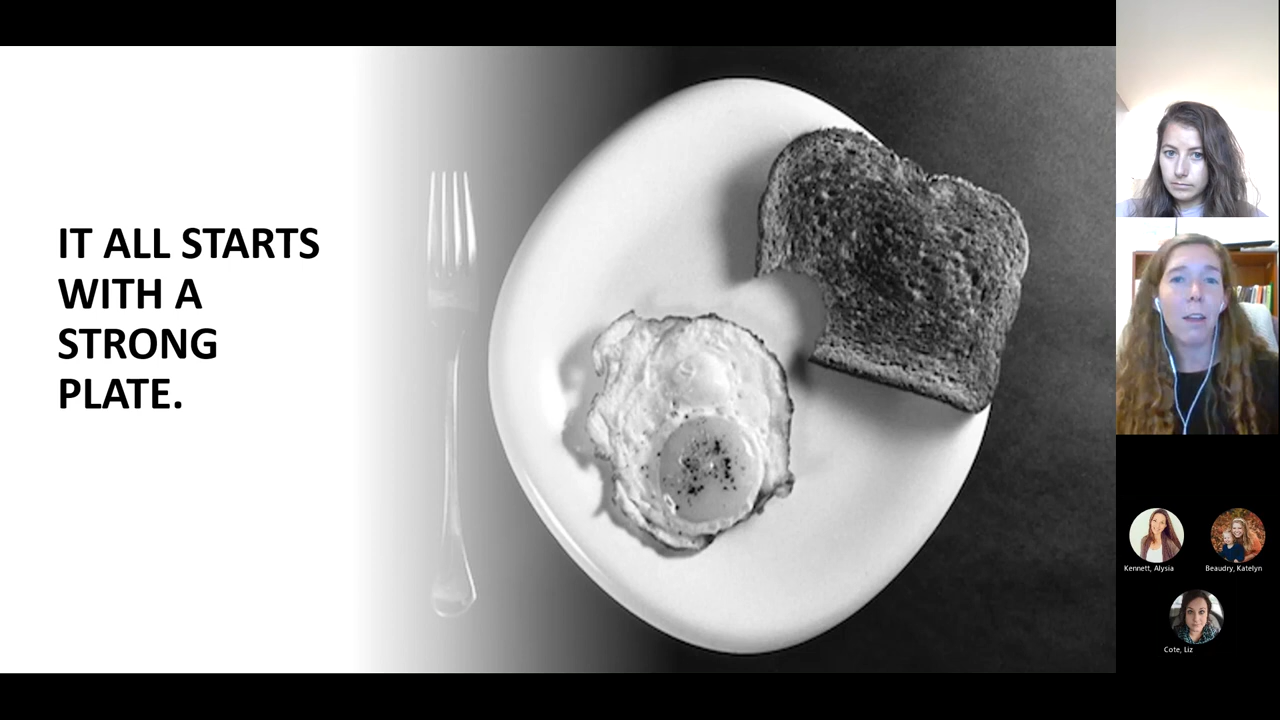 IT ALL STARTS
WITH A
STRONG
PLATE.
Kennett, Alysia
Beaudry, Katelyn
Cote, Liz